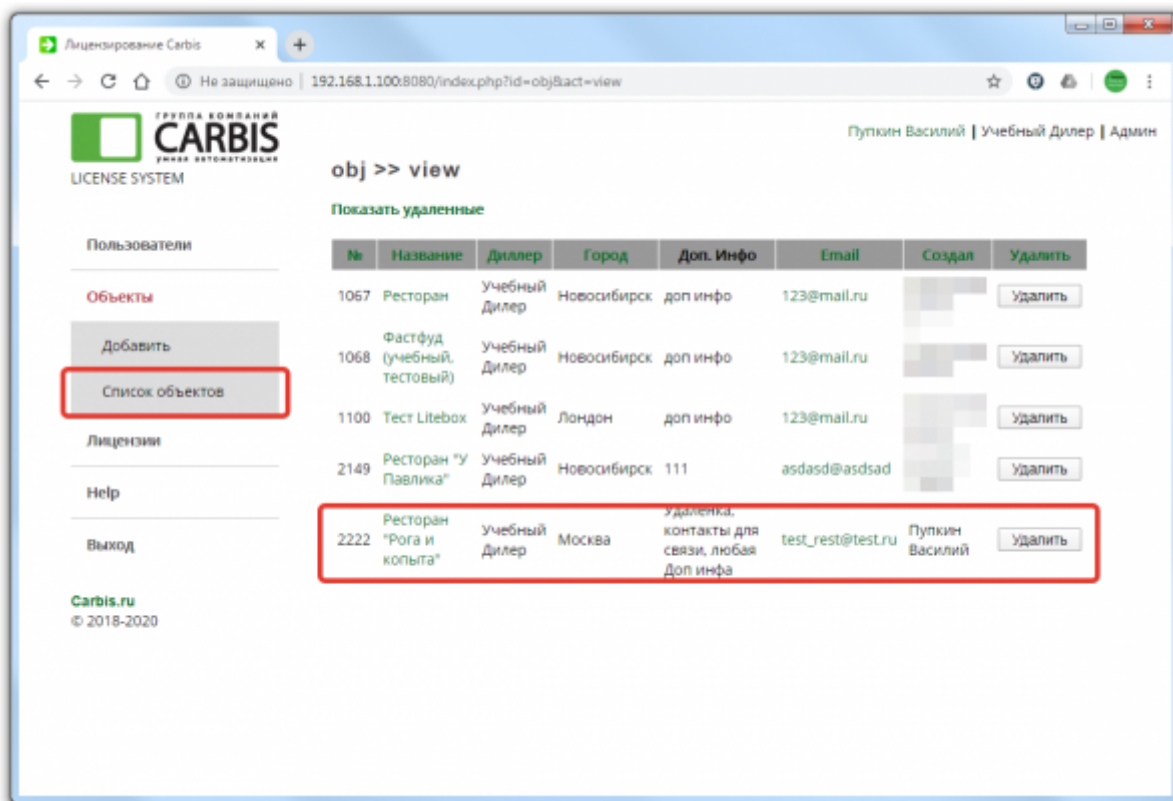 Лицензирование Carbis
Не защищено 192.168.1.100:8080/index.php?id=obj&act=view
ГРУППА КОМПАНИЙ
CARBIS
умная автоматизация
LICENSE SYSTEM
Пупкин Василий | Учебный Дилер | Админ
obj >> view
Показать удаленные
Пользователи
Объекты
Добавить
Список объектов
Лицензии
Help
Выход
Carbis.ru
© 2018-2020
№ Название Диллер Город Доп. Инфо Email Создал Удалить
1067 Ресторан Учебный Дилер Новосибирск доп инфо 123@mail.ru Удалить
1068 Фастфуд (учебный, тестовый) Учебный Дилер Новосибирск доп инфо 123@mail.ru Удалить
1100 Тест Litebox Учебный Дилер Лондон доп инфо 123@mail.ru Удалить
2149 Ресторан "У Павлика" Учебный Дилер Новосибирск 111 asdasd@asdsad Удалить
2222 Ресторан "Рога и копыта" Учебный Дилер Москва Удаленка, контакты для связи, любая Доп инфа test_rest@test.ru Пупкин Василий Удалить